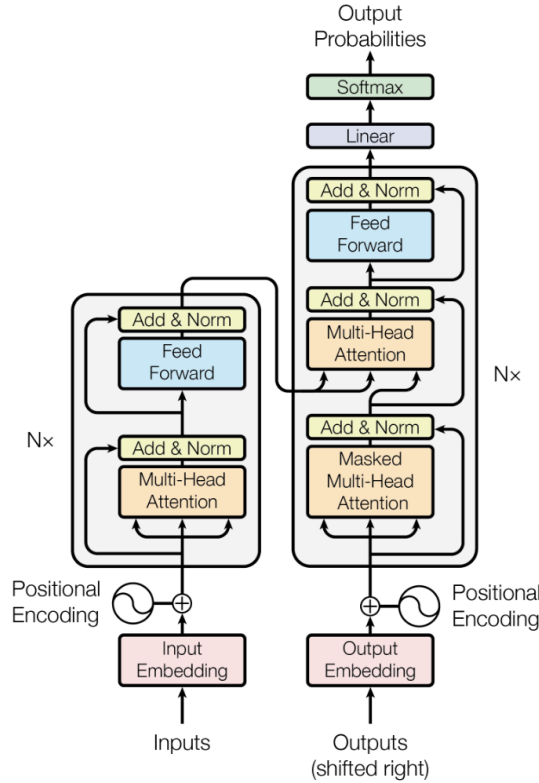 Output
Probabilities
Softmax
Linear
Add & Norm
Feed
Forward
Add & Norm
Multi-Head
Attention
Add & Norm
Masked
Multi-Head
Attention
N×
Add & Norm
Feed
Forward
N×
Add & Norm
Multi-Head
Attention
Positional
Encoding
Positional
Encoding
Input
Embedding
Output
Embedding
Inputs
Outputs
(shifted right)